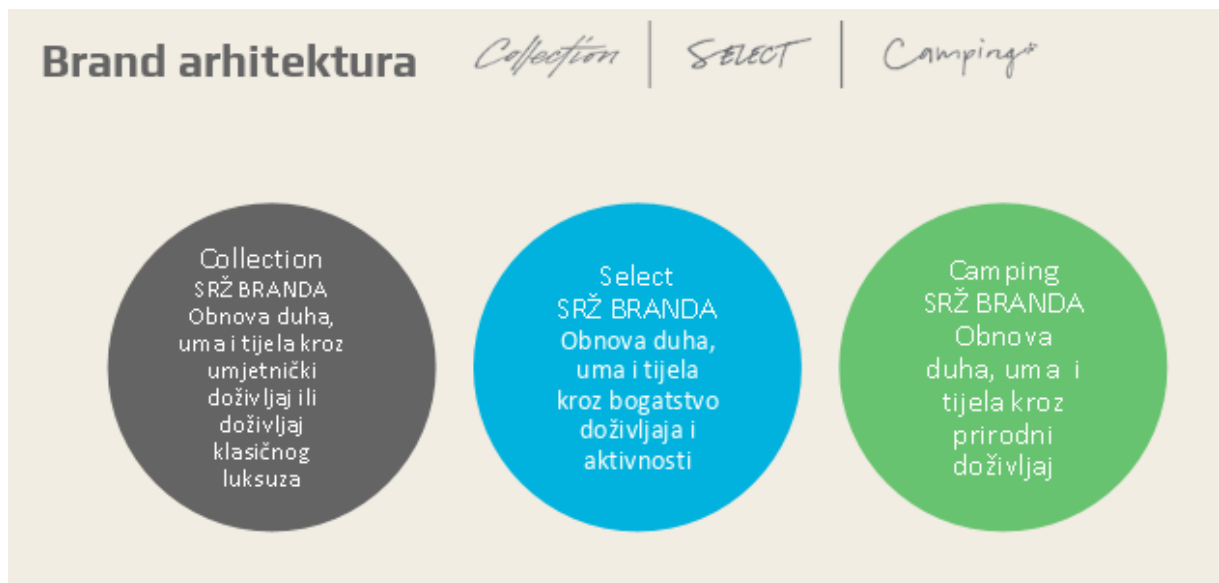 Brand arhitektura
Collection
SELECT
Camping*
Collection
SRŽ BRANDA
Obnova duha,
uma i tijela kroz
umjetnički
doživljaj ili
doživljaj
klasičnog
luksuza
Select
SRŽ BRANDA
Obnova duha,
uma i tijela
kroz bogatstvo
doživljaja i
aktivnosti
Camping
SRŽ BRANDA
Obnova
duha, uma i
tijela kroz
prirodni
doživljaj